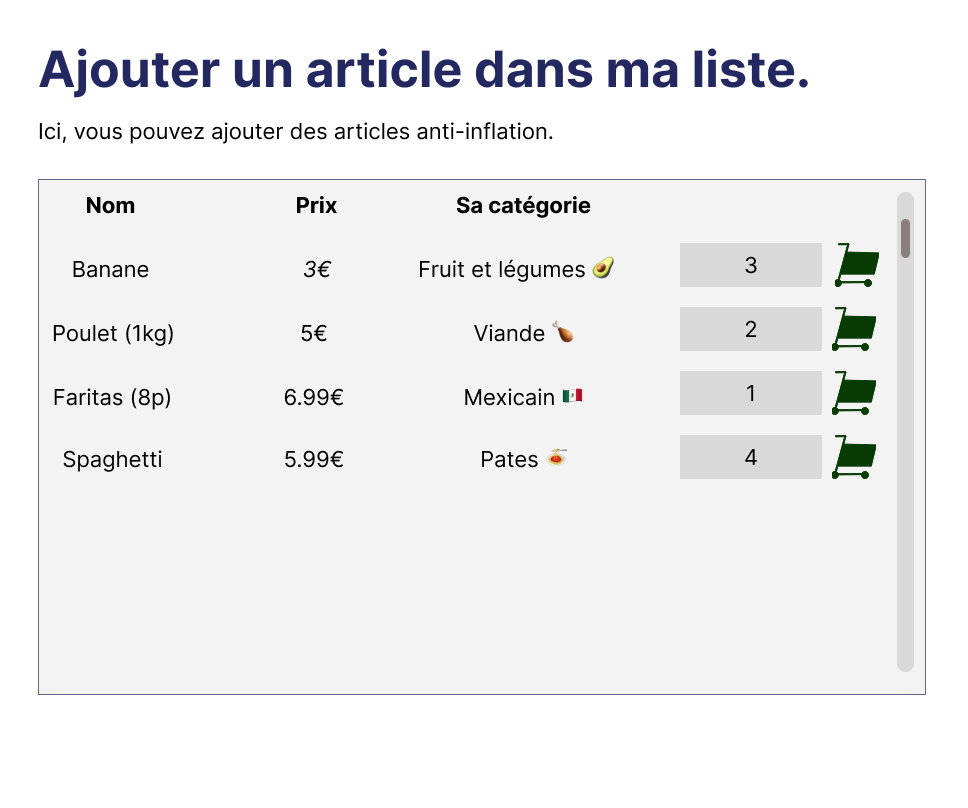 Ajouter un article dans ma liste.
Ici, vous pouvez ajouter des articles anti-inflation.
Nom Prix Sa catégorie
Banane 3€ Fruit et légumes 🥑 3
Poulet (1kg) 5€ Viande 🍗 2
Faritas (8p) 6.99€ Mexicain 🇲🇽 1
Spaghetti 5.99€ Pates 🍝 4